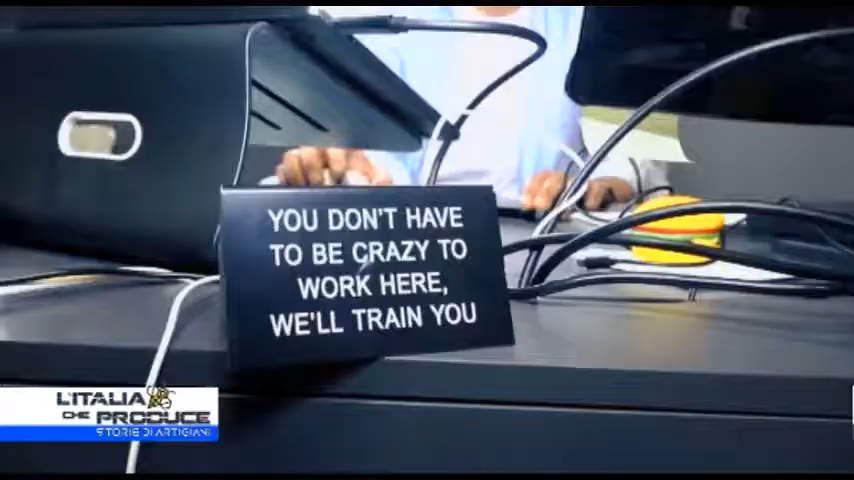 YOU DON'T HAVE
TO BE CRAZY TO
WORK HERE,
WE'LL TRAIN YOU
L'ITALIA
CHE PRODUCE
STORIE DI ARTIGIANI